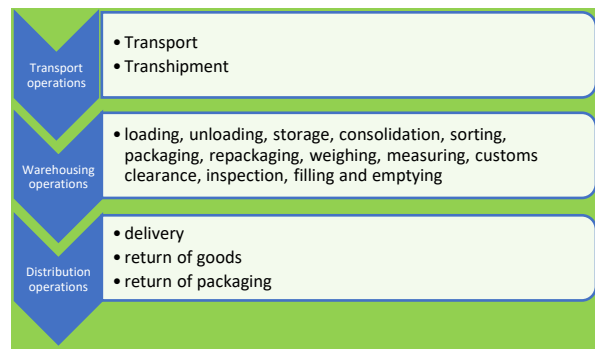 Transport
operations
• Transport
• Transhipment
Warehousing
operations
• loading, unloading, storage, consolidation, sorting,
packaging, repackaging, weighing, measuring, customs
clearance, inspection, filling and emptying
Distribution
operations
• delivery
• return of goods
• return of packaging